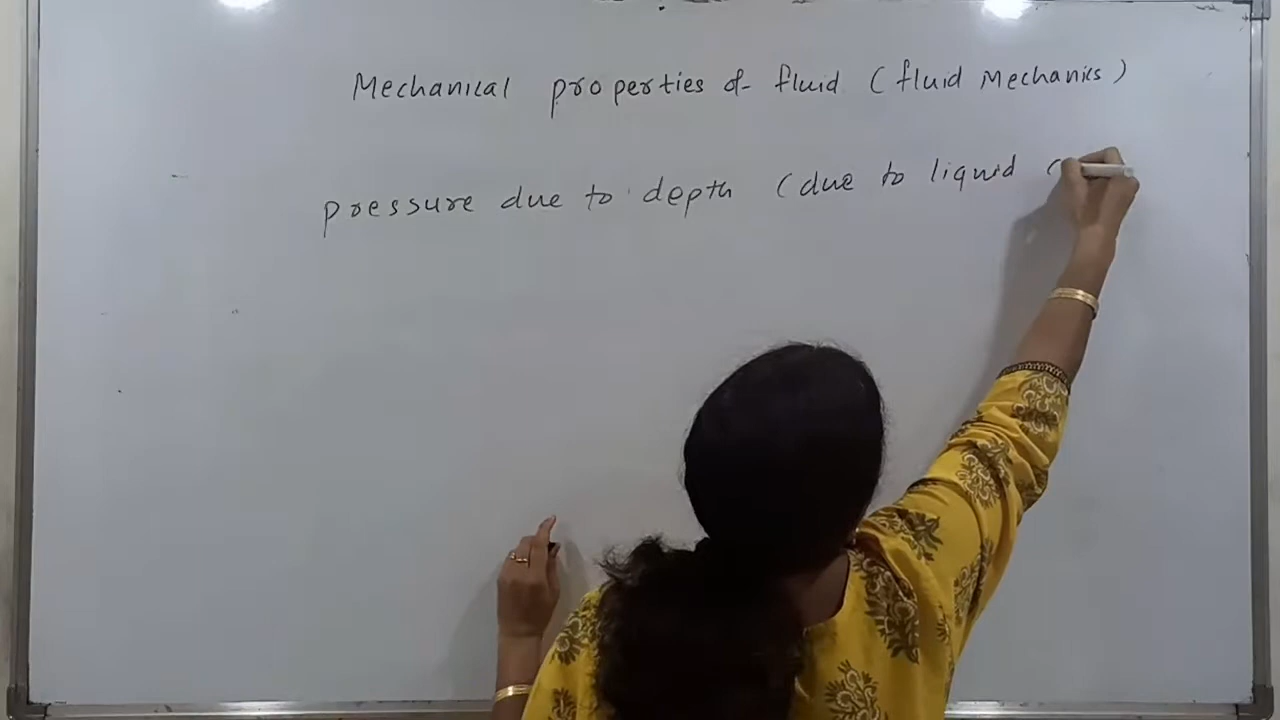 Mechanical properties of fluid (fluid Mechanics)
pressure due to depth (due to liquid c